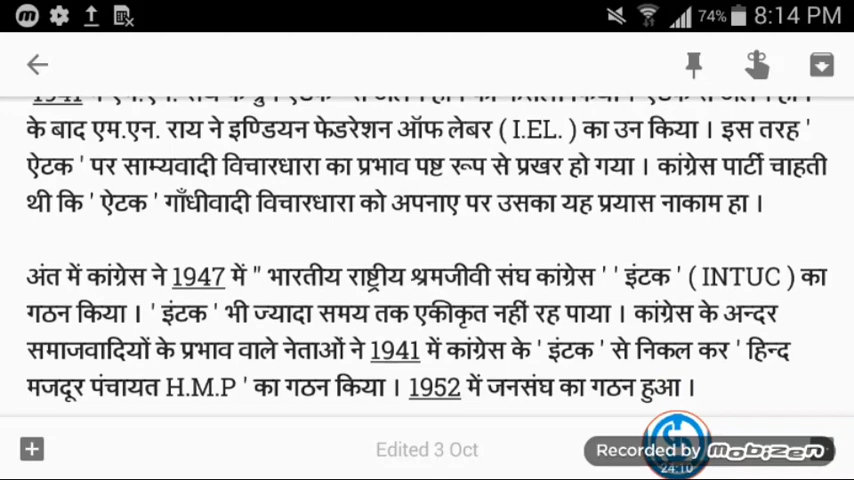 74% 8:14 PM
1941
के बाद एम.एन. राय ने इण्डियन फेडरेशन ऑफ लेबर ( I.EL. ) का उन किया । इस तरह '
ऐटक ' पर साम्यवादी विचारधारा का प्रभाव पष्ट रूप से प्रखर हो गया । कांग्रेस पार्टी चाहती
थी कि ' ऐटक ' गाँधीवादी विचारधारा को अपनाए पर उसका यह प्रयास नाकाम हा ।
अंत में कांग्रेस ने 1947 में " भारतीय राष्ट्रीय श्रमजीवी संघ कांग्रेस ' ' इंटक ' ( INTUC ) का
गठन किया । ' इंटक ' भी ज्यादा समय तक एकीकृत नहीं रह पाया । कांग्रेस के अन्दर
समाजवादियों के प्रभाव वाले नेताओं ने 1941 में कांग्रेस के ' इंटक ' से निकल कर ' हिन्द
मजदूर पंचायत H.M.P ' का गठन किया । 1952 में जनसंघ का गठन हुआ ।
Edited 3 Oct
Recorded by Mobizen
24:10